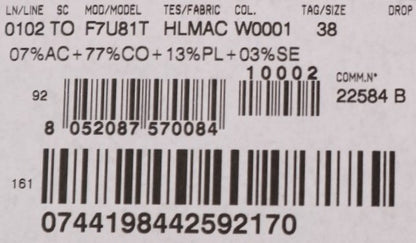 LN/LINE SC MOD/MODEL TES/FABRIC COL. TAG/SIZE DROP
0102 TO F7U81T HLMAC W0001 38
07%AC+77%CO+13%PL+03%SE
10002 COMM.N°
92 22584 B
8 052087 570084
161
0744198442592170